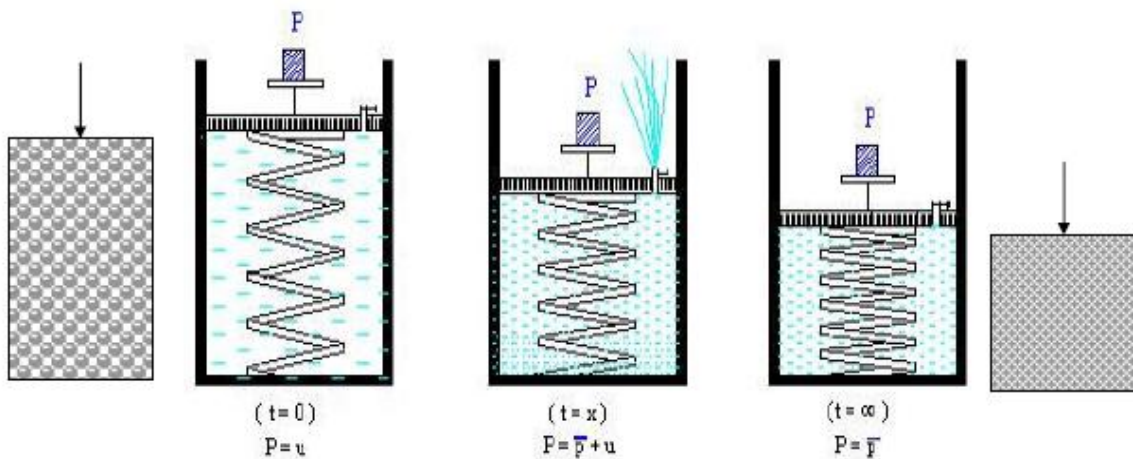 P
P
P
(t=0)
(t=x)
(t=∞)
P=u
P=p̅+u
P=p̅